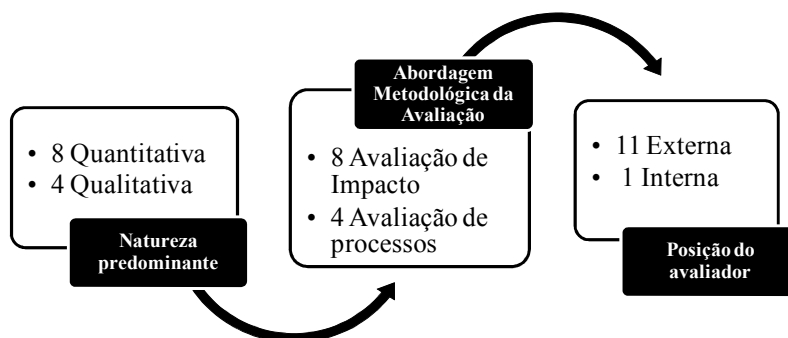 • 8 Quantitativa
• 4 Qualitativa
Natureza
predominante
Abordagem
Metodológica da
Avaliação
• 8 Avaliação de
Impacto
• 4 Avaliação de
processos
• 11 Externa
• 1 Interna
Posição do
avaliador